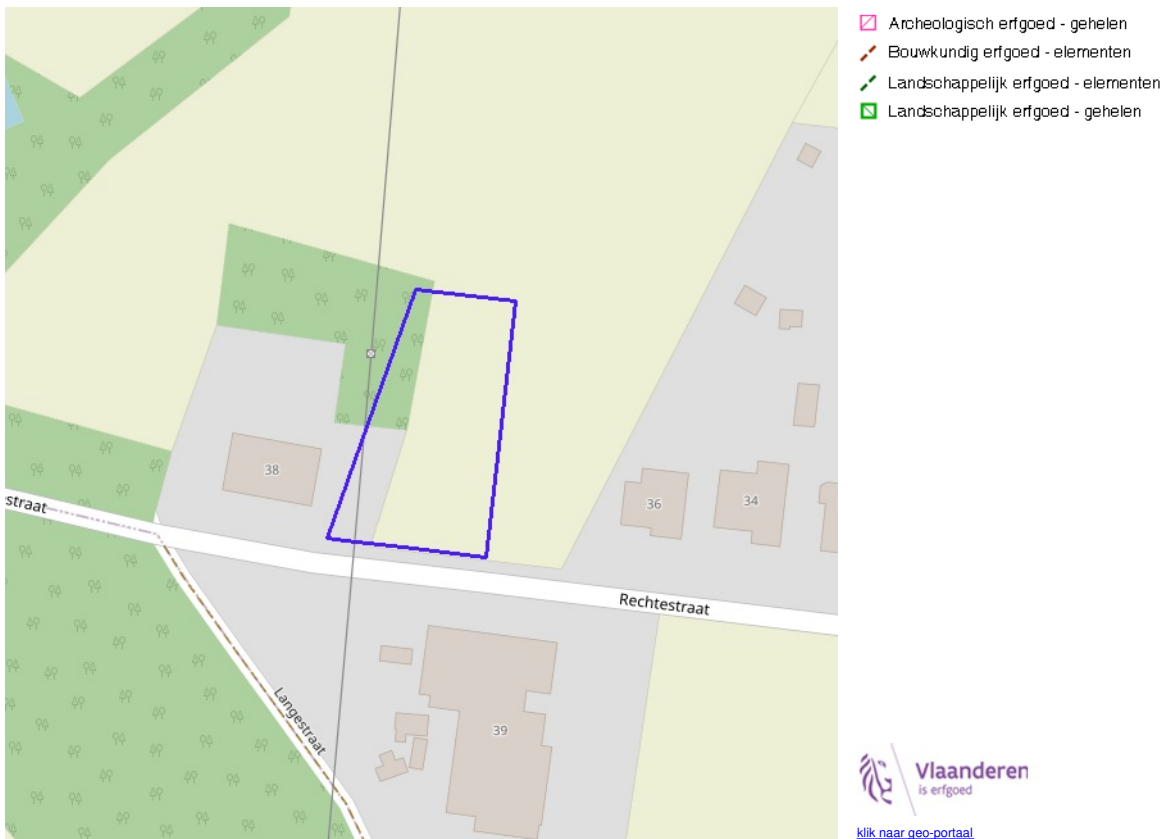 Archeologisch erfgoed - gehelen
Bouwkundig erfgoed - elementen
Landschappelijk erfgoed - elementen
Landschappelijk erfgoed - gehelen
38
straat
36
34
Rechtestraat
Langestraat
39
Vlaanderen
is erfgoed
klik naar geo-portaal